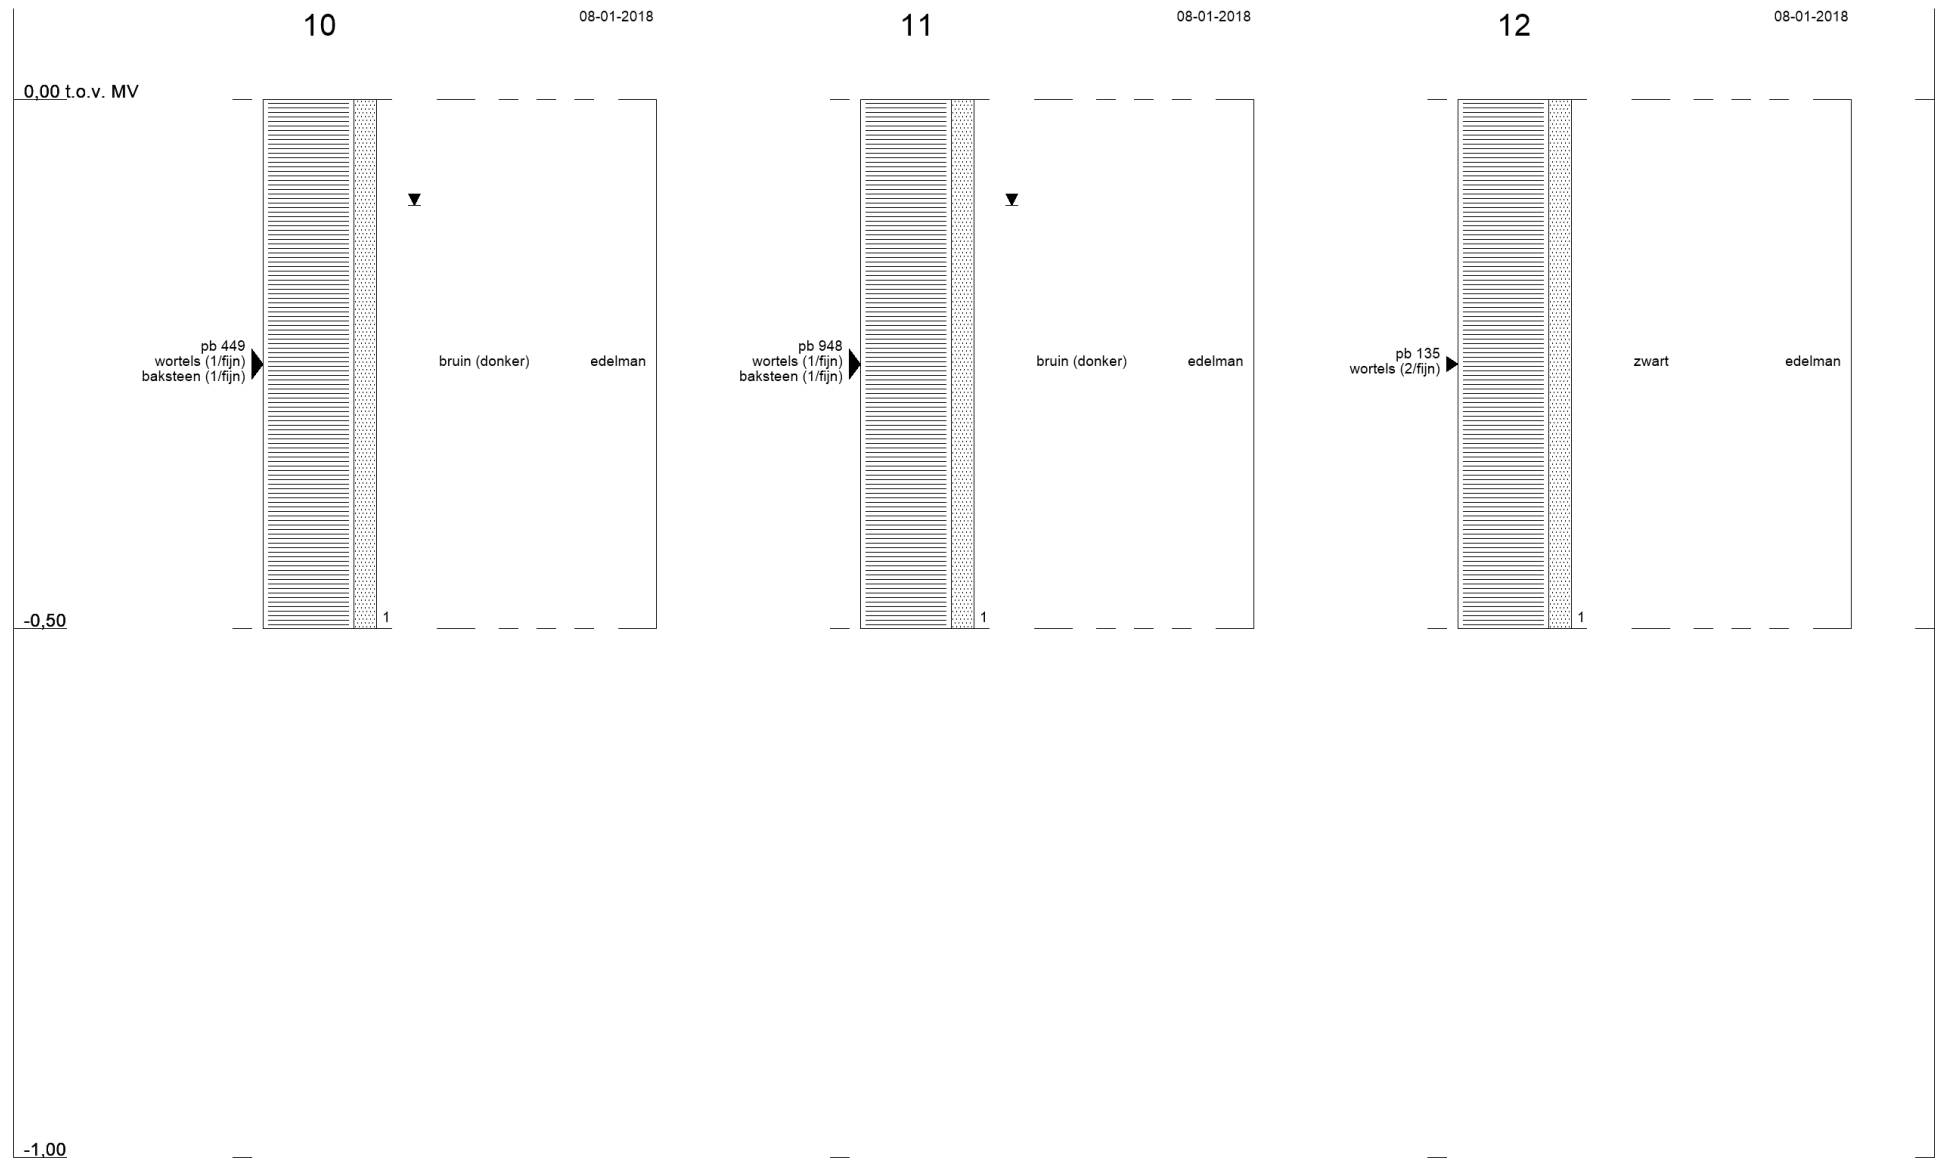 10
08-01-2018
11
08-01-2018
12
08-01-2018
0,00 t.o.v. MV
pb 449
wortels (1/fijn)
baksteen (1/fijn)
bruin (donker)
edelman
1
pb 948
wortels (1/fijn)
baksteen (1/fijn)
bruin (donker)
edelman
1
pb 135
wortels (2/fijn)
zwart
edelman
1
-0,50
-1,00